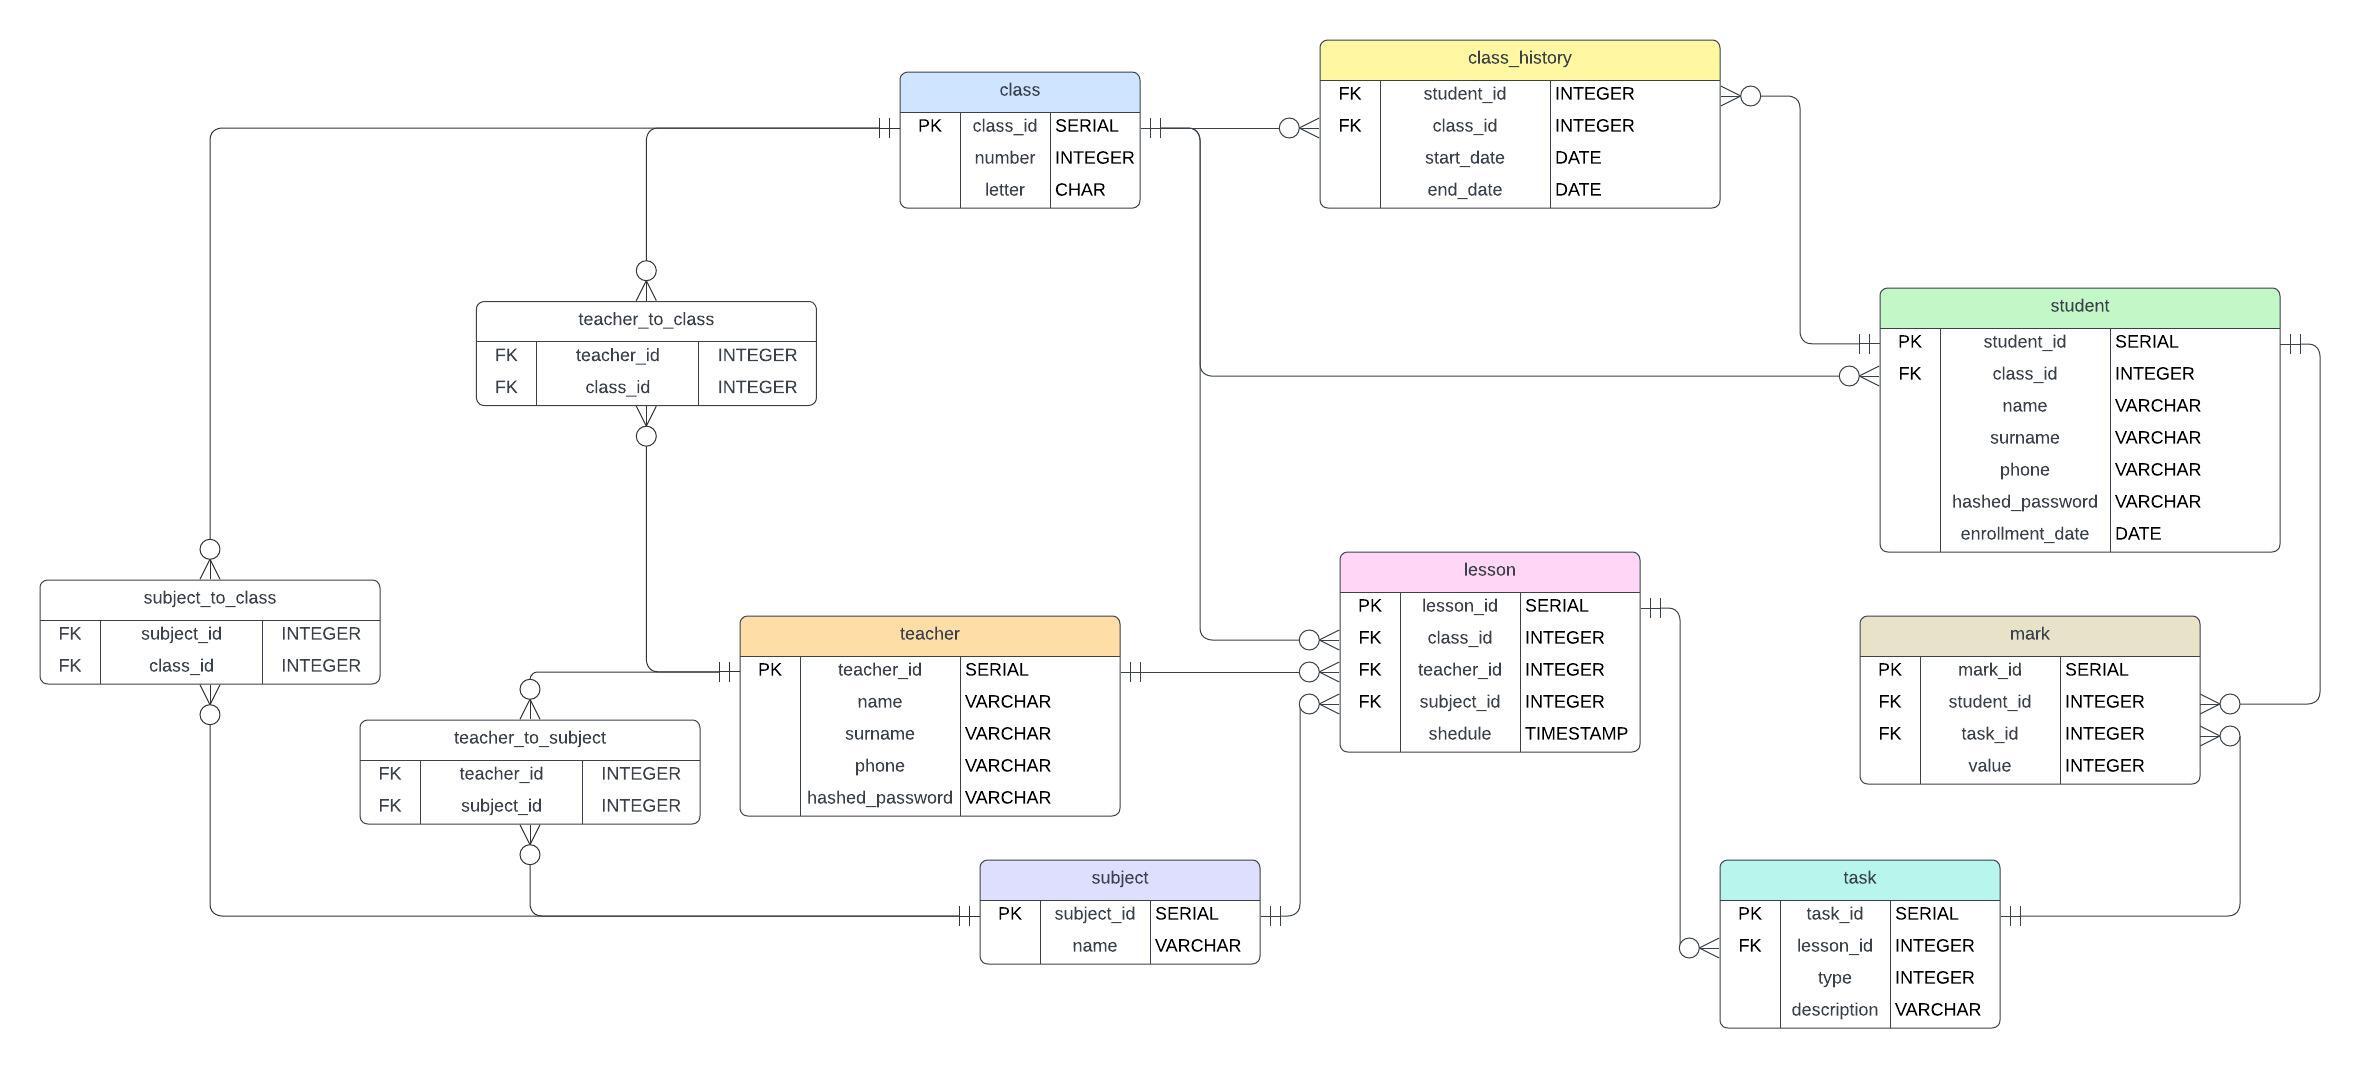 class_history
FK student_id INTEGER
FK class_id INTEGER
start_date DATE
end_date DATE
class
PK class_id SERIAL
number INTEGER
letter CHAR
teacher_to_class
FK teacher_id INTEGER
FK class_id INTEGER
student
PK student_id SERIAL
FK class_id INTEGER
name VARCHAR
surname VARCHAR
phone VARCHAR
hashed_password VARCHAR
enrollment_date DATE
subject_to_class
FK subject_id INTEGER
FK class_id INTEGER
teacher
PK teacher_id SERIAL
name VARCHAR
surname VARCHAR
phone VARCHAR
hashed_password VARCHAR
lesson
PK lesson_id SERIAL
FK class_id INTEGER
FK teacher_id INTEGER
FK subject_id INTEGER
shedule TIMESTAMP
mark
PK mark_id SERIAL
FK student_id INTEGER
FK task_id INTEGER
value INTEGER
teacher_to_subject
FK teacher_id INTEGER
FK subject_id INTEGER
subject
PK subject_id SERIAL
name VARCHAR
task
PK task_id SERIAL
FK lesson_id INTEGER
type INTEGER
description VARCHAR